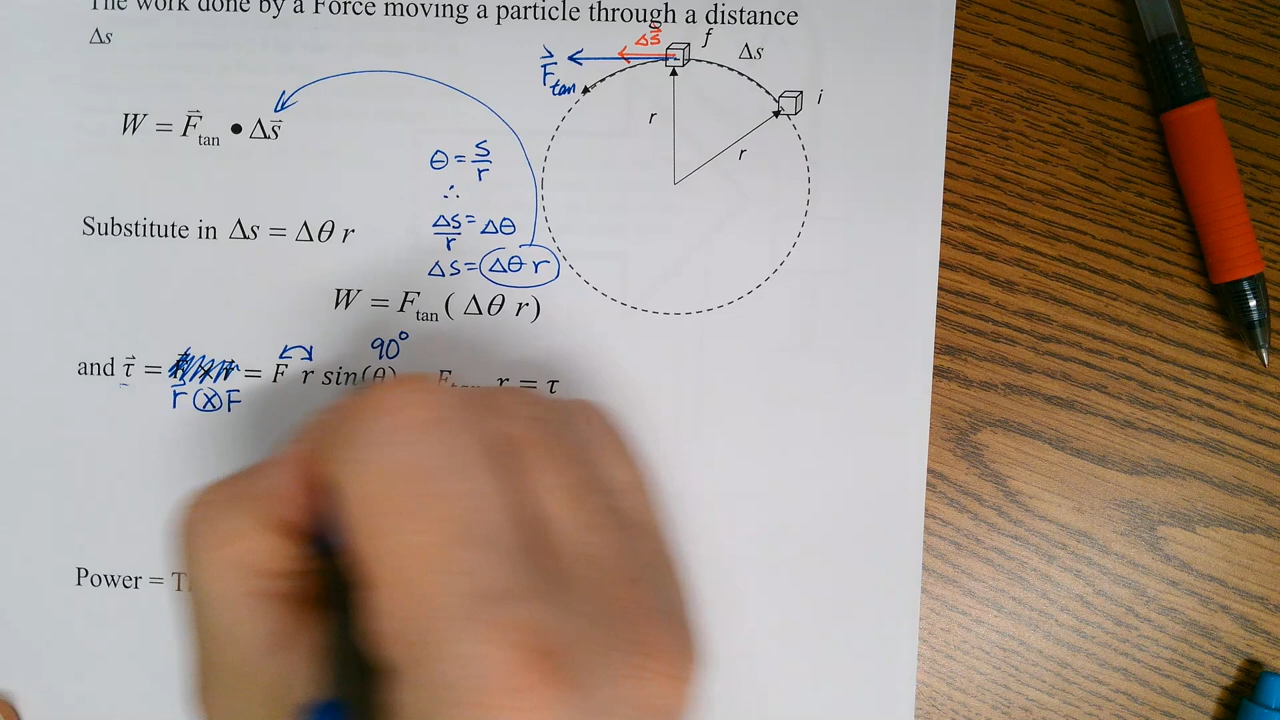 The work done by a Force moving a particle through a distance
Δs
Δs⃗
f
Δs
F⃗tan
i
r
r
W = F⃗tan • Δs⃗
θ = s/r
∴
Δs/r = Δθ
Substitute in Δs = Δθ r
Δs = Δθ r
W = Ftan ( Δθ r)
90°
and τ⃗ = = F r sin(θ) r = τ
r⃗ ⓧ F
Power =